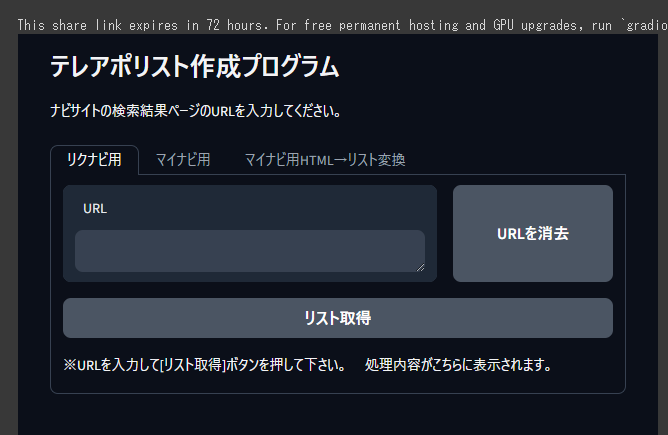 This share link expires in 72 hours. For free permanent hosting and GPU upgrades, run `gradio
テレアポリスト作成プログラム
ナビサイトの検索結果ページのURLを入力してください。
リクナビ用 マイナビ用 マイナビ用HTML→リスト変換
URL
URLを消去
リスト取得
※URLを入力して[リスト取得]ボタンを押して下さい。 処理内容がこちらに表示されます。